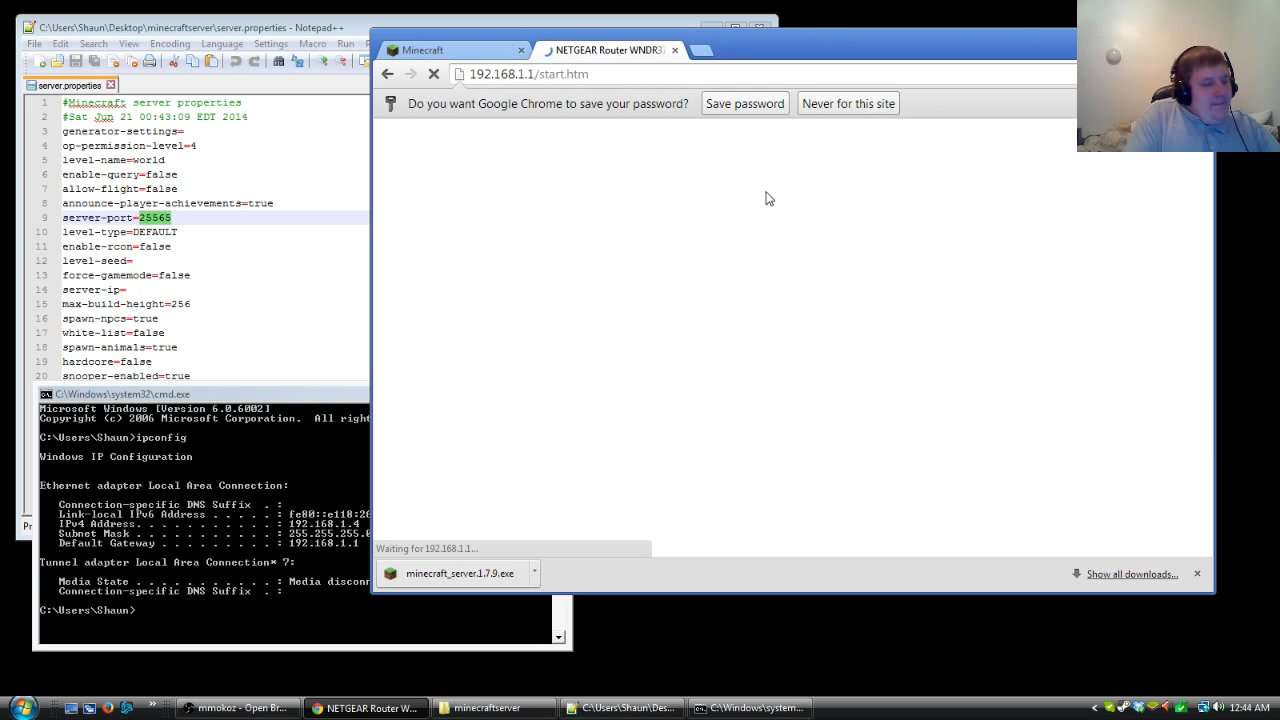 C:\Users\Shaun\Desktop\minecraftserver\server.properties - Notepad++
File Edit Search View Encoding Language Settings Macro Run
server.properties
1 #Minecraft server properties
2 #Sat Jun 21 00:43:09 EDT 2014
3 generator-settings=
4 op-permission-level=4
5 level-name=world
6 enable-query=false
7 allow-flight=false
8 announce-player-achievements=true
9 server-port=25565
10 level-type=DEFAULT
11 enable-rcon=false
12 level-seed=
13 force-gamemode=false
14 server-ip=
15 max-build-height=256
16 spawn-npcs=true
17 white-list=false
18 spawn-animals=true
19 hardcore=false
20 snooper-enabled=true
Minecraft
NETGEAR Router WNDR37
192.168.1.1/start.htm
Do you want Google Chrome to save your password? Save password Never for this site
Waiting for 192.168.1.1...
minecraft_server.1.7.9.exe
Show all downloads...
C:\Windows\system32\cmd.exe
Microsoft Windows [Version 6.0.6002]
Copyright (c) 2006 Microsoft Corporation. All right
C:\Users\Shaun>ipconfig
Windows IP Configuration
Ethernet adapter Local Area Connection:
Connection-specific DNS Suffix . :
Link-local IPv6 Address . . . . . : fe80::e118:26
IPv4 Address. . . . . . . . . . . : 192.168.1.4
Subnet Mask . . . . . . . . . . . : 255.255.255.0
Default Gateway . . . . . . . . . : 192.168.1.1
Tunnel adapter Local Area Connection* 7:
Media State . . . . . . . . . . . : Media disconn
Connection-specific DNS Suffix . :
C:\Users\Shaun>
mmokoz - Open Br...
NETGEAR Router W...
minecraftserver
C:\Users\Shaun\Des...
C:\Windows\system...
12:44 AM